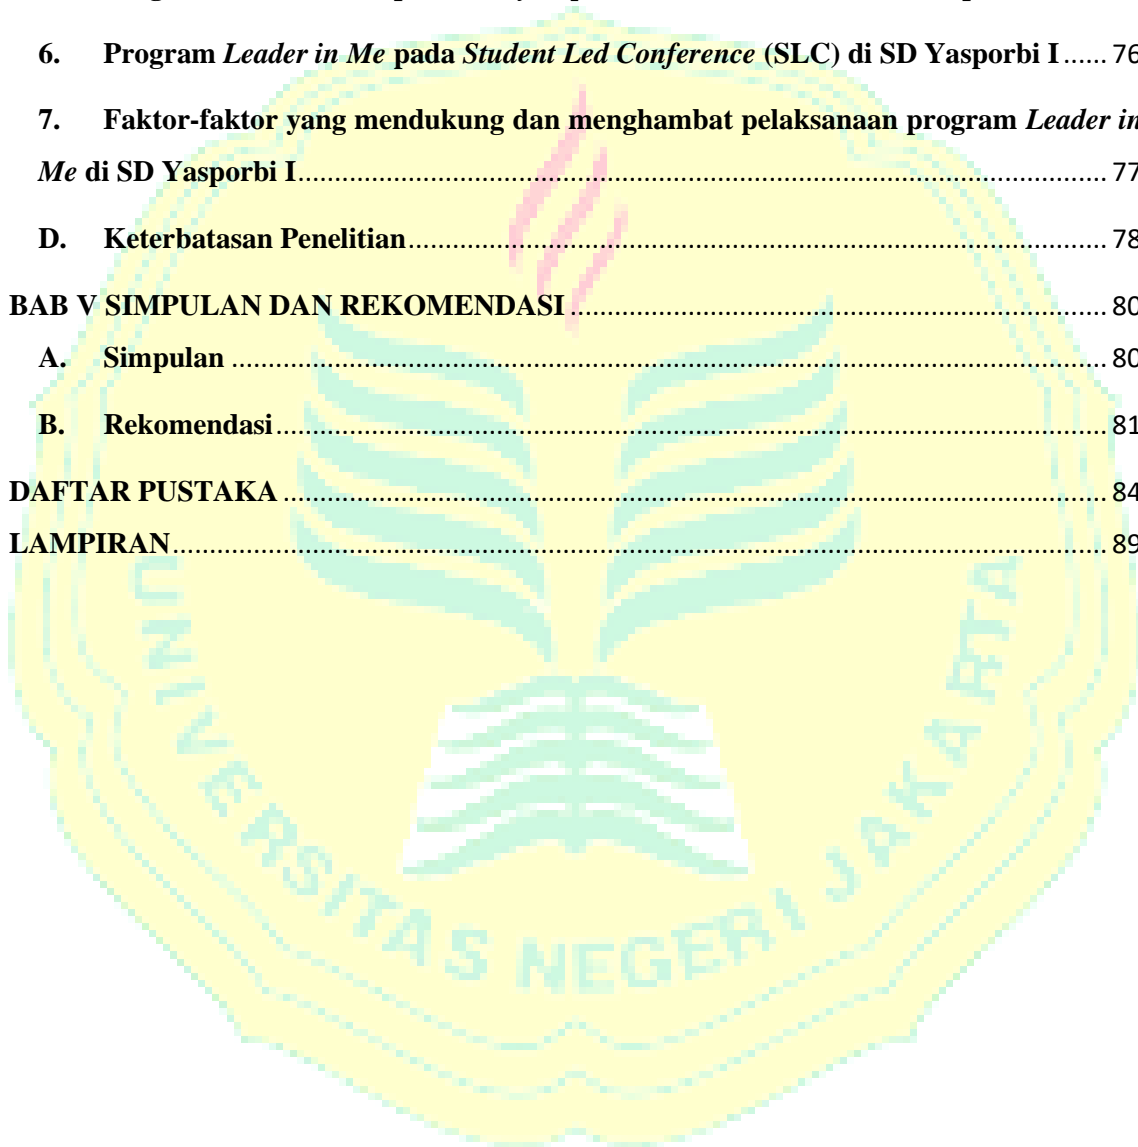 6. Program Leader in Me pada Student Led Conference (SLC) di SD Yasporbi I...... 76
7. Faktor-faktor yang mendukung dan menghambat pelaksanaan program Leader in
Me di SD Yasporbi I........................................................................................ 77
D. Keterbatasan Penelitian............................................................................ 78
BAB V SIMPULAN DAN REKOMENDASI.......................................................... 80
A. Simpulan.................................................................................................. 80
B. Rekomendasi............................................................................................ 81
DAFTAR PUSTAKA............................................................................................. 84
LAMPIRAN........................................................................................................... 89
UNIVERSITAS NEGERI JAKARTA